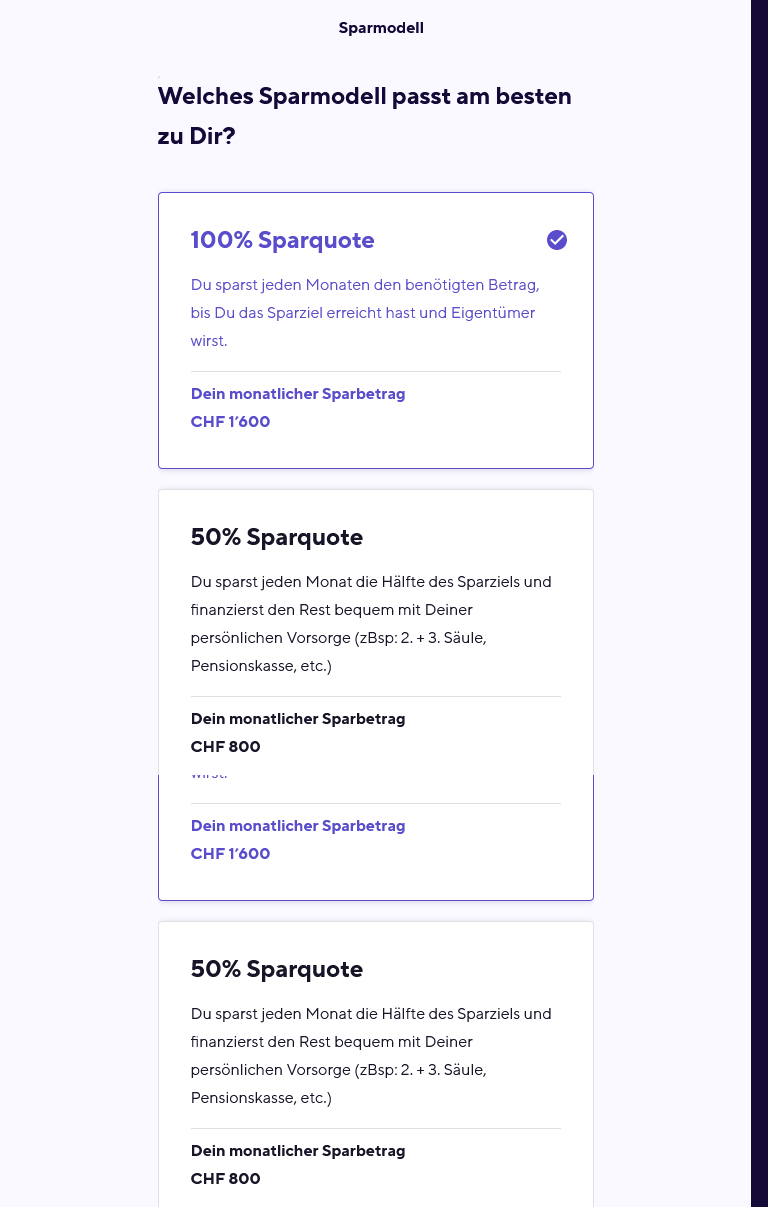 Sparmodell
Welches Sparmodell passt am besten
zu Dir?
100% Sparquote
Du sparst jeden Monaten den benötigten Betrag,
bis Du das Sparziel erreicht hast und Eigentümer
wirst.
Dein monatlicher Sparbetrag
CHF 1’600
50% Sparquote
Du sparst jeden Monat die Hälfte des Sparziels und
finanzierst den Rest bequem mit Deiner
persönlichen Vorsorge (zBsp: 2. + 3. Säule,
Pensionskasse, etc.)
Dein monatlicher Sparbetrag
CHF 800
wirst.
Dein monatlicher Sparbetrag
CHF 1’600
50% Sparquote
Du sparst jeden Monat die Hälfte des Sparziels und
finanzierst den Rest bequem mit Deiner
persönlichen Vorsorge (zBsp: 2. + 3. Säule,
Pensionskasse, etc.)
Dein monatlicher Sparbetrag
CHF 800